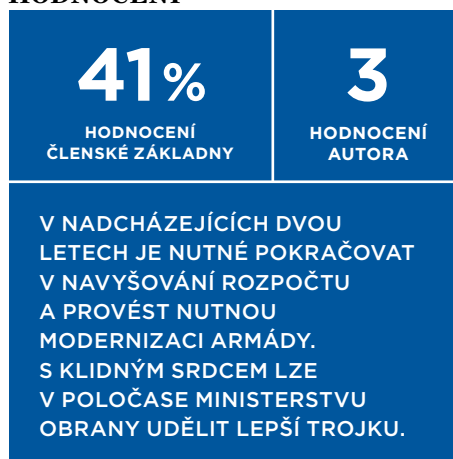 HODNOCENÍ
41%
HODNOCENÍ
ČLENSKÉ ZÁKLADNY
3
HODNOCENÍ
AUTORA
V NADCHÁZEJÍCÍCH DVOU
LETECH JE NUTNÉ POKRAČOVAT
V NAVYŠOVÁNÍ ROZPOČTU
A PROVÉST NUTNOU
MODERNIZACI ARMÁDY.
S KLIDNÝM SRDCEM LZE
V POLOČASE MINISTERSTVU
OBRANY UDĚLIT LEPŠÍ TROJKU.